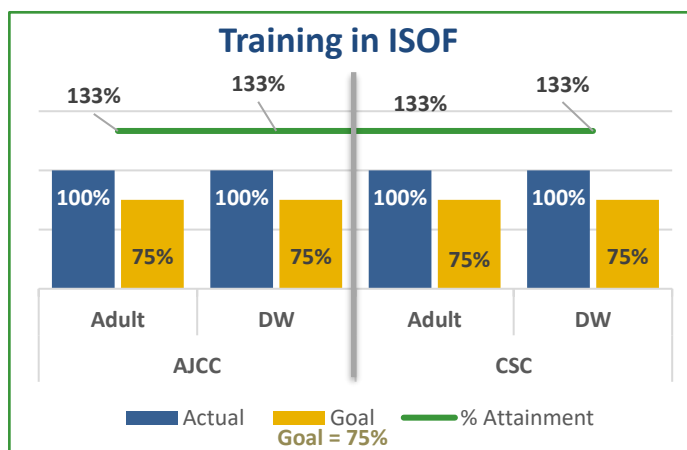 Training in ISOF
133% 133% 133% 133%
100% 75% 100% 75% 100% 75% 100% 75%
Adult DW Adult DW
AJCC CSC
Actual Goal % Attainment
Goal = 75%